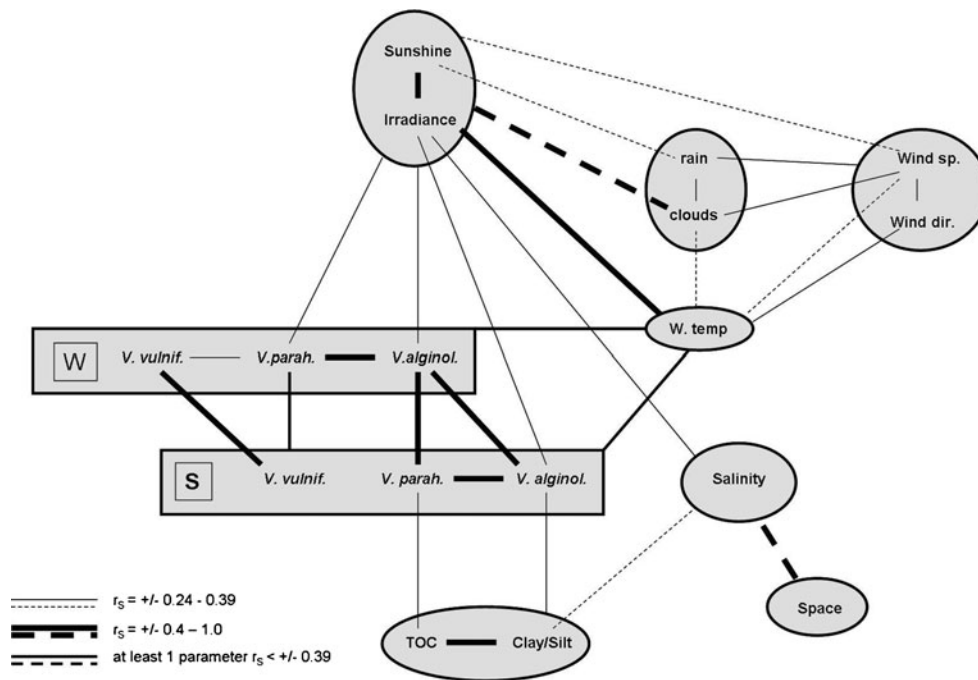 Sunshine
Irradiance
rain
clouds
Wind sp.
Wind dir.
W. temp
W V. vulnif. V.parah. V.alginol.
S V. vulnif. V. parah. V. alginol.
Salinity
Space
TOC Clay/Silt
rS = +/- 0.24 - 0.39
rS = +/- 0.4 – 1.0
at least 1 parameter rS < +/- 0.39